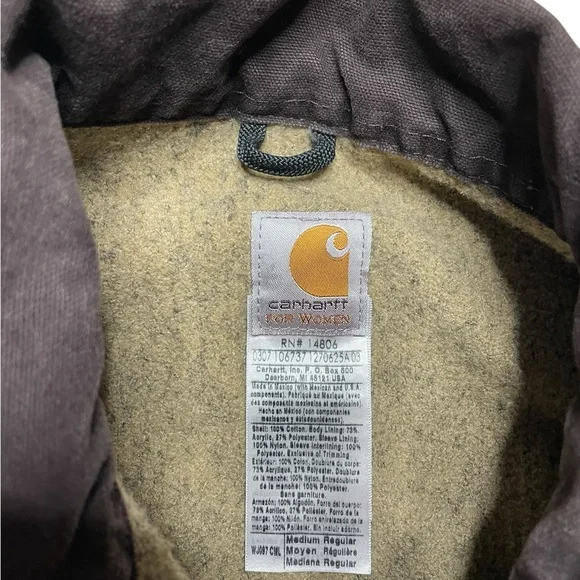 carhartt
FOR WOMEN
RN# 14806
0307 106737 1270625A 03
Carhartt, Inc. P. O. Box 600
Dearborn, MI 48121 USA
Made in Mexico (with Mexican and U.S.A.
components). Fabriqué au Mexique (avec
des composants mexicains et américains).
Hecho en México (con componentes
mexicanos y estadounidenses).
Shell: 100% Cotton. Body Lining: 73%
Acrylic, 27% Polyester. Sleeve Lining:
100% Nylon. Sleeve Interlining: 100%
Polyester. Exclusive of Trimming
Extérieur: 100% Coton. Doublure du corps:
73% Acrylique, 27% Polyester. Doublure
de la manche: 100% Nylon. Entredoublure
de la manche: 100% Polyester.
Sans garniture.
Armazón: 100% Algodón. Forro del cuerpo:
73% Acrílico, 27% Poliéster. Forro de la
manga: 100% Nilón. Forro envelazado de la
manga: 100% Poliéster. Sin incluir adorno.
Medium Regular
WJ097 CML Moyen Régulière
Mediana Regular